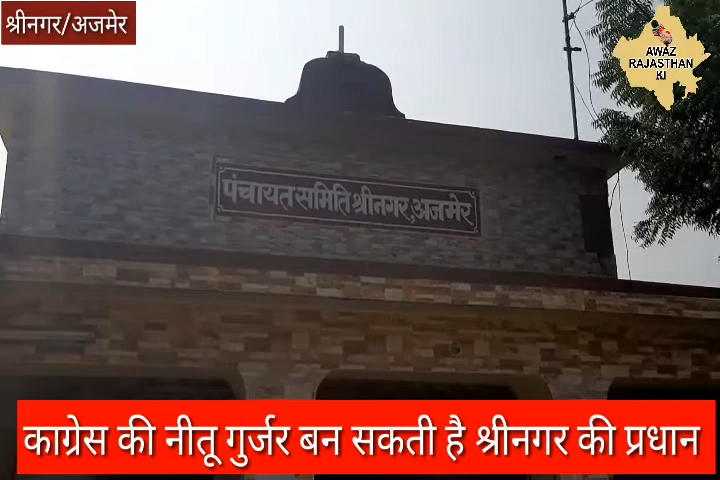 श्रीनगर/अजमेर
AWAZ
RAJASTHAN
KI
पंचायत समिति श्रीनगर, अजमेर
काग्रेस की नीतू गुर्जर बन सकती है श्रीनगर की प्रधान